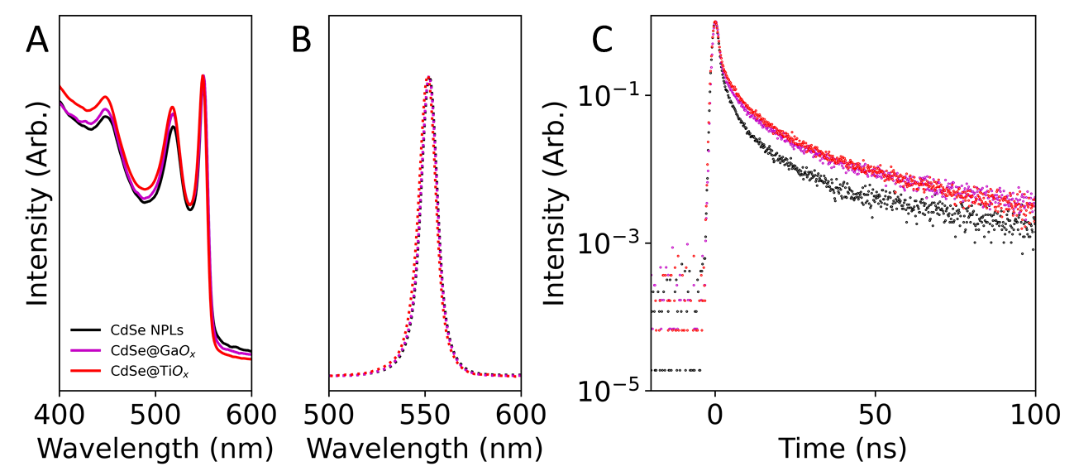 A
B
C
Intensity (Arb.)
CdSe NPLs
CdSe@GaOₓ
CdSe@TiOₓ
400
500
600
Wavelength (nm)
500
550
600
Wavelength (nm)
Intensity (Arb.)
10⁻¹
10⁻³
10⁻⁵
0
50
100
Time (ns)